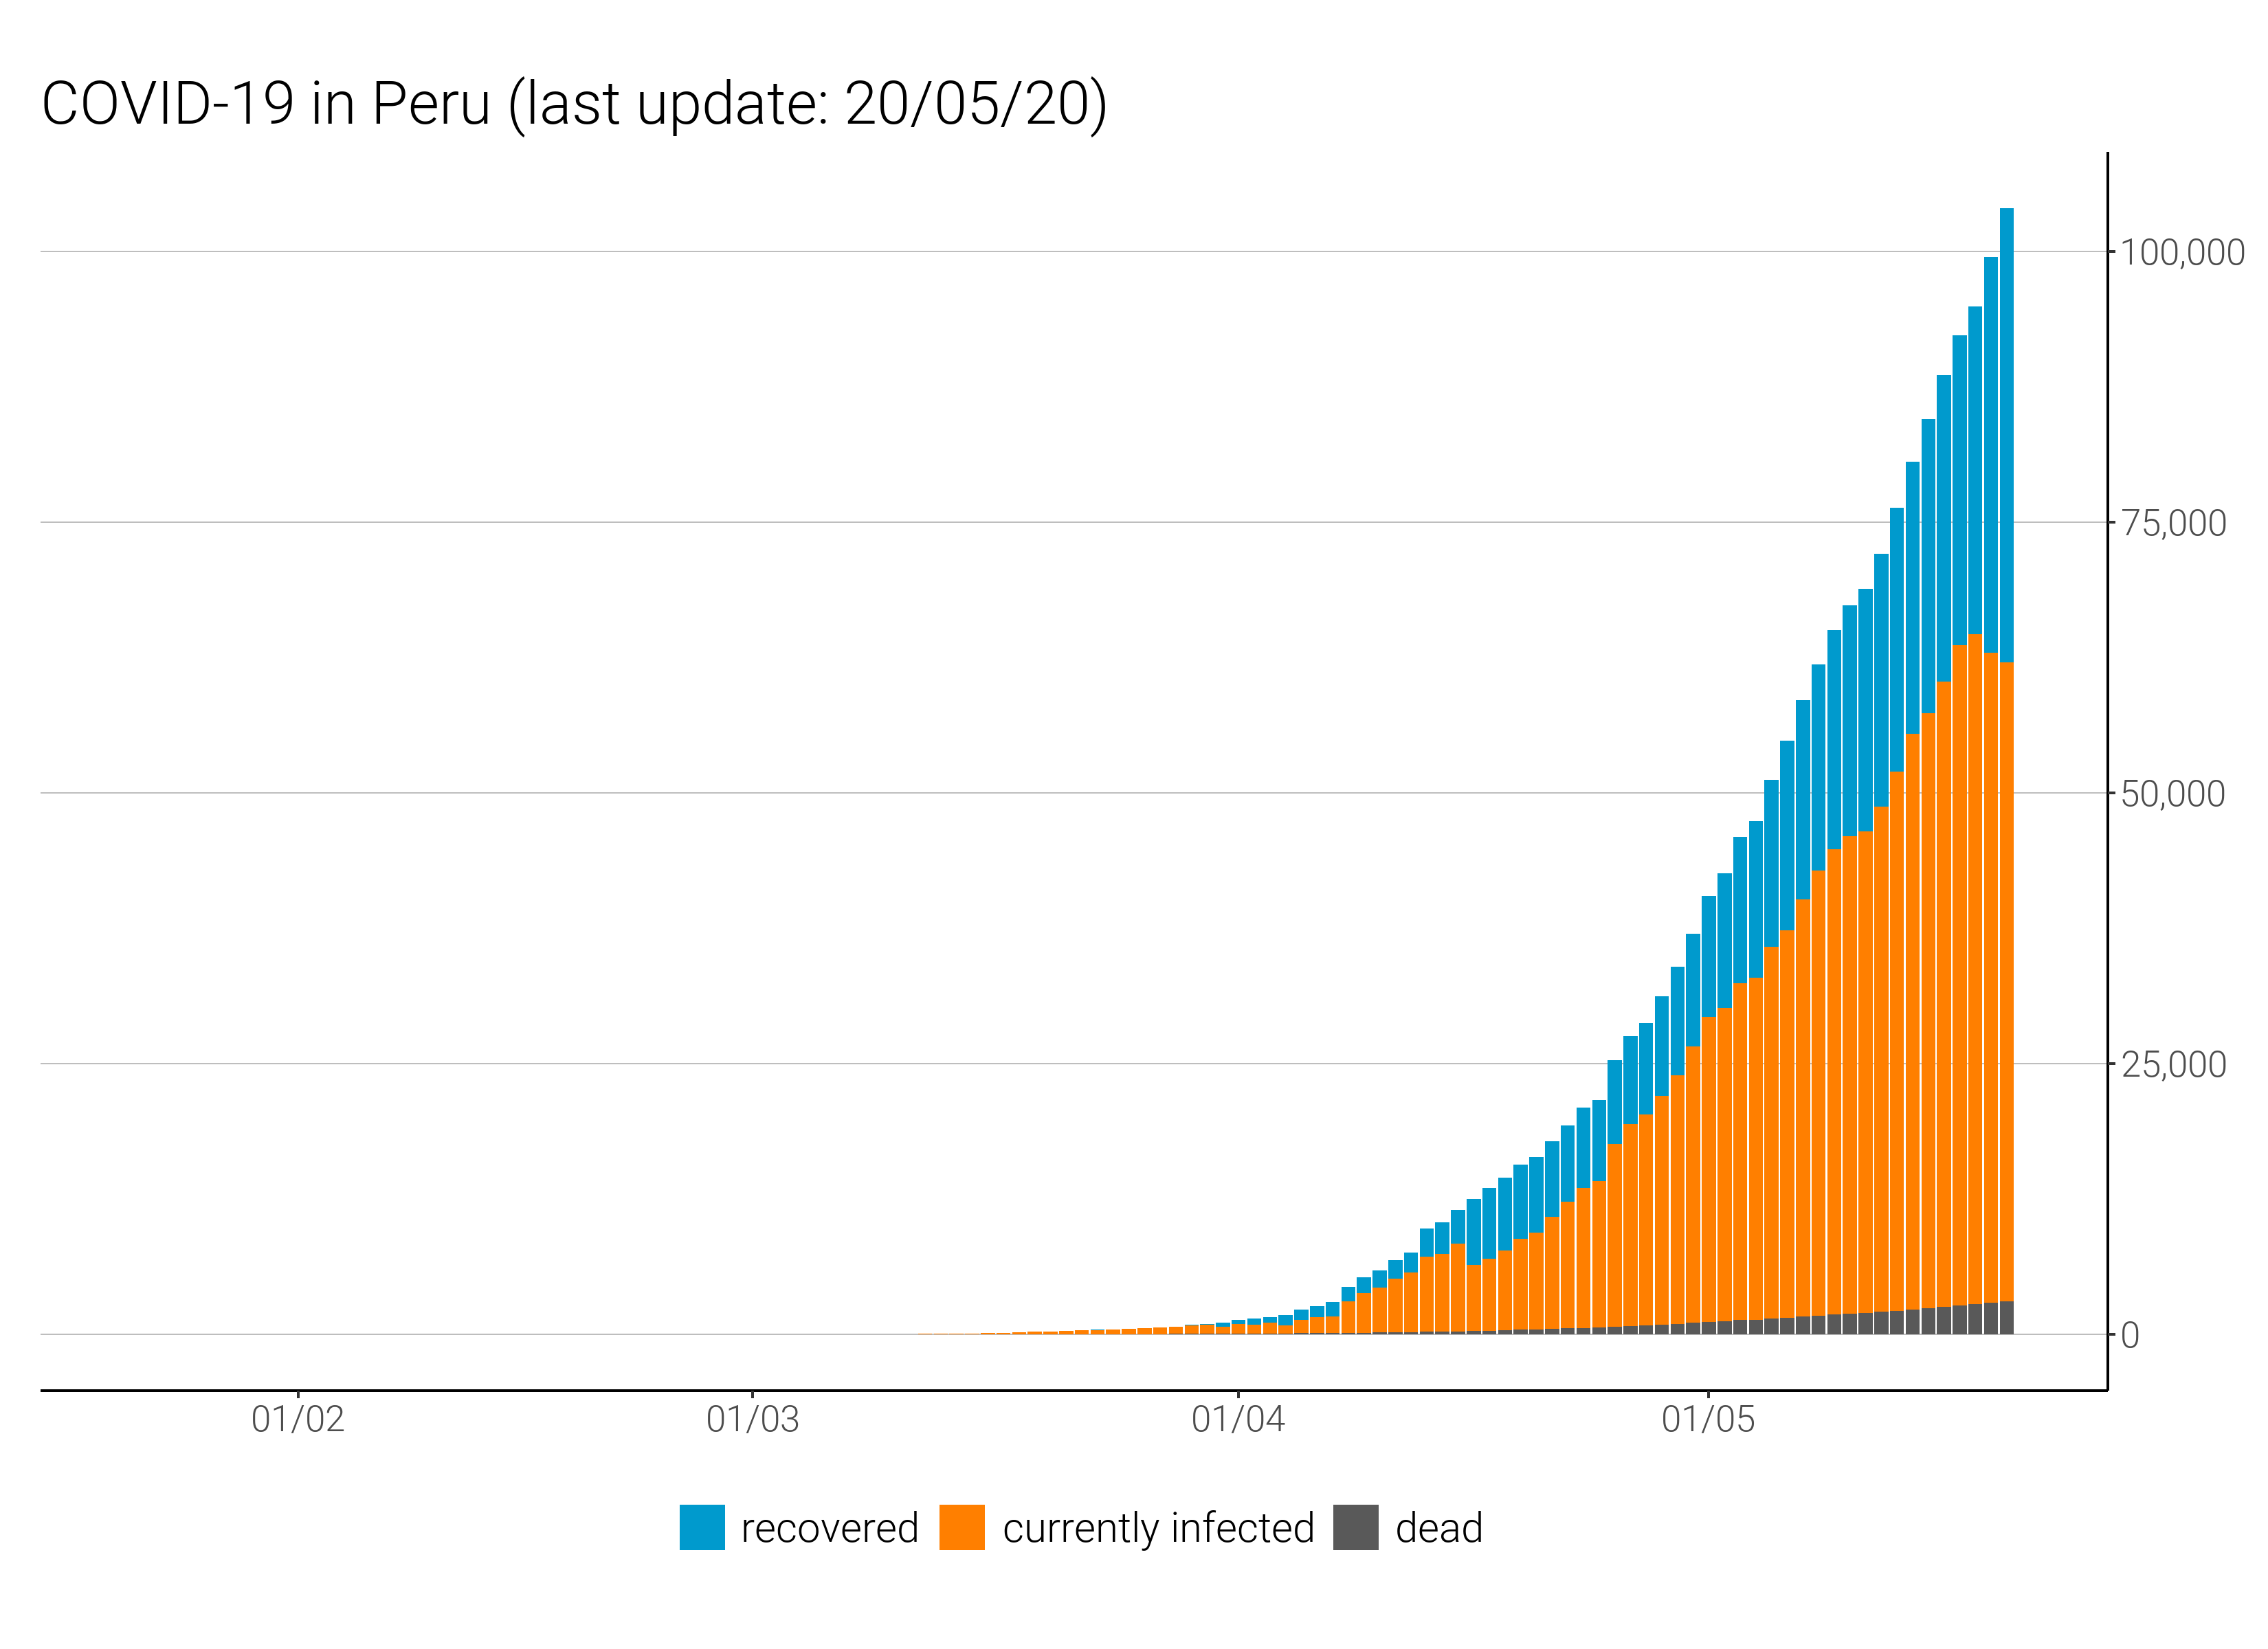 COVID-19 in Peru (last update: 20/05/20)
100,000
75,000
50,000
25,000
0
01/02 01/03 01/04 01/05
recovered currently infected dead